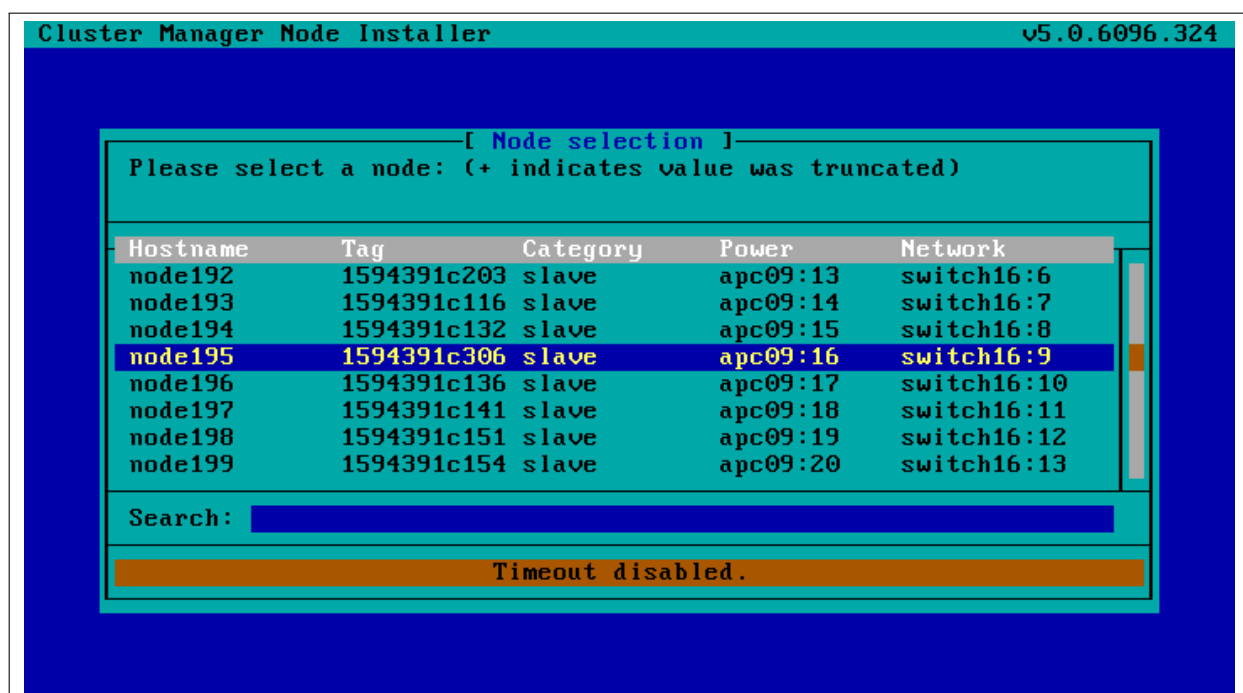 Cluster Manager Node Installer v5.0.6096.324
[ Node selection ]
Please select a node: (+ indicates value was truncated)
Hostname Tag Category Power Network
node192 1594391c203 slave apc09:13 switch16:6
node193 1594391c116 slave apc09:14 switch16:7
node194 1594391c132 slave apc09:15 switch16:8
node195 1594391c306 slave apc09:16 switch16:9
node196 1594391c136 slave apc09:17 switch16:10
node197 1594391c141 slave apc09:18 switch16:11
node198 1594391c151 slave apc09:19 switch16:12
node199 1594391c154 slave apc09:20 switch16:13
Search:
Timeout disabled.